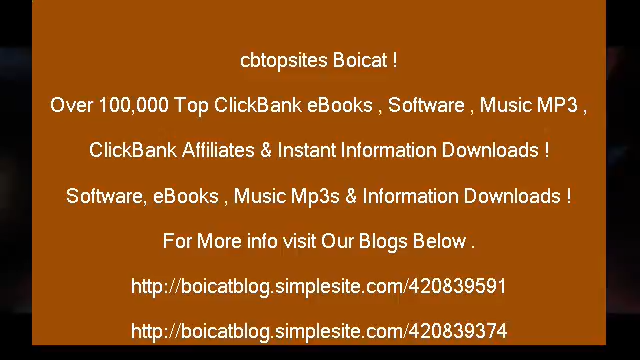 cbtopsites Boicat !
Over 100,000 Top ClickBank eBooks , Software , Music MP3 ,
ClickBank Affiliates & Instant Information Downloads !
Software, eBooks , Music Mp3s & Information Downloads !
For More info visit Our Blogs Below .
http://boicatblog.simplesite.com/420839591
http://boicatblog.simplesite.com/420839374